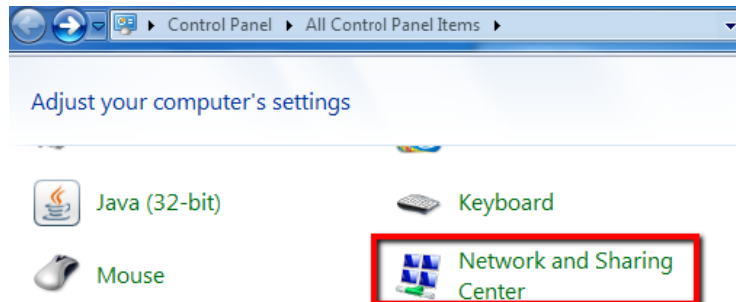 Control Panel All Control Panel Items
Adjust your computer's settings
Java (32-bit)
Keyboard
Mouse
Network and Sharing
Center